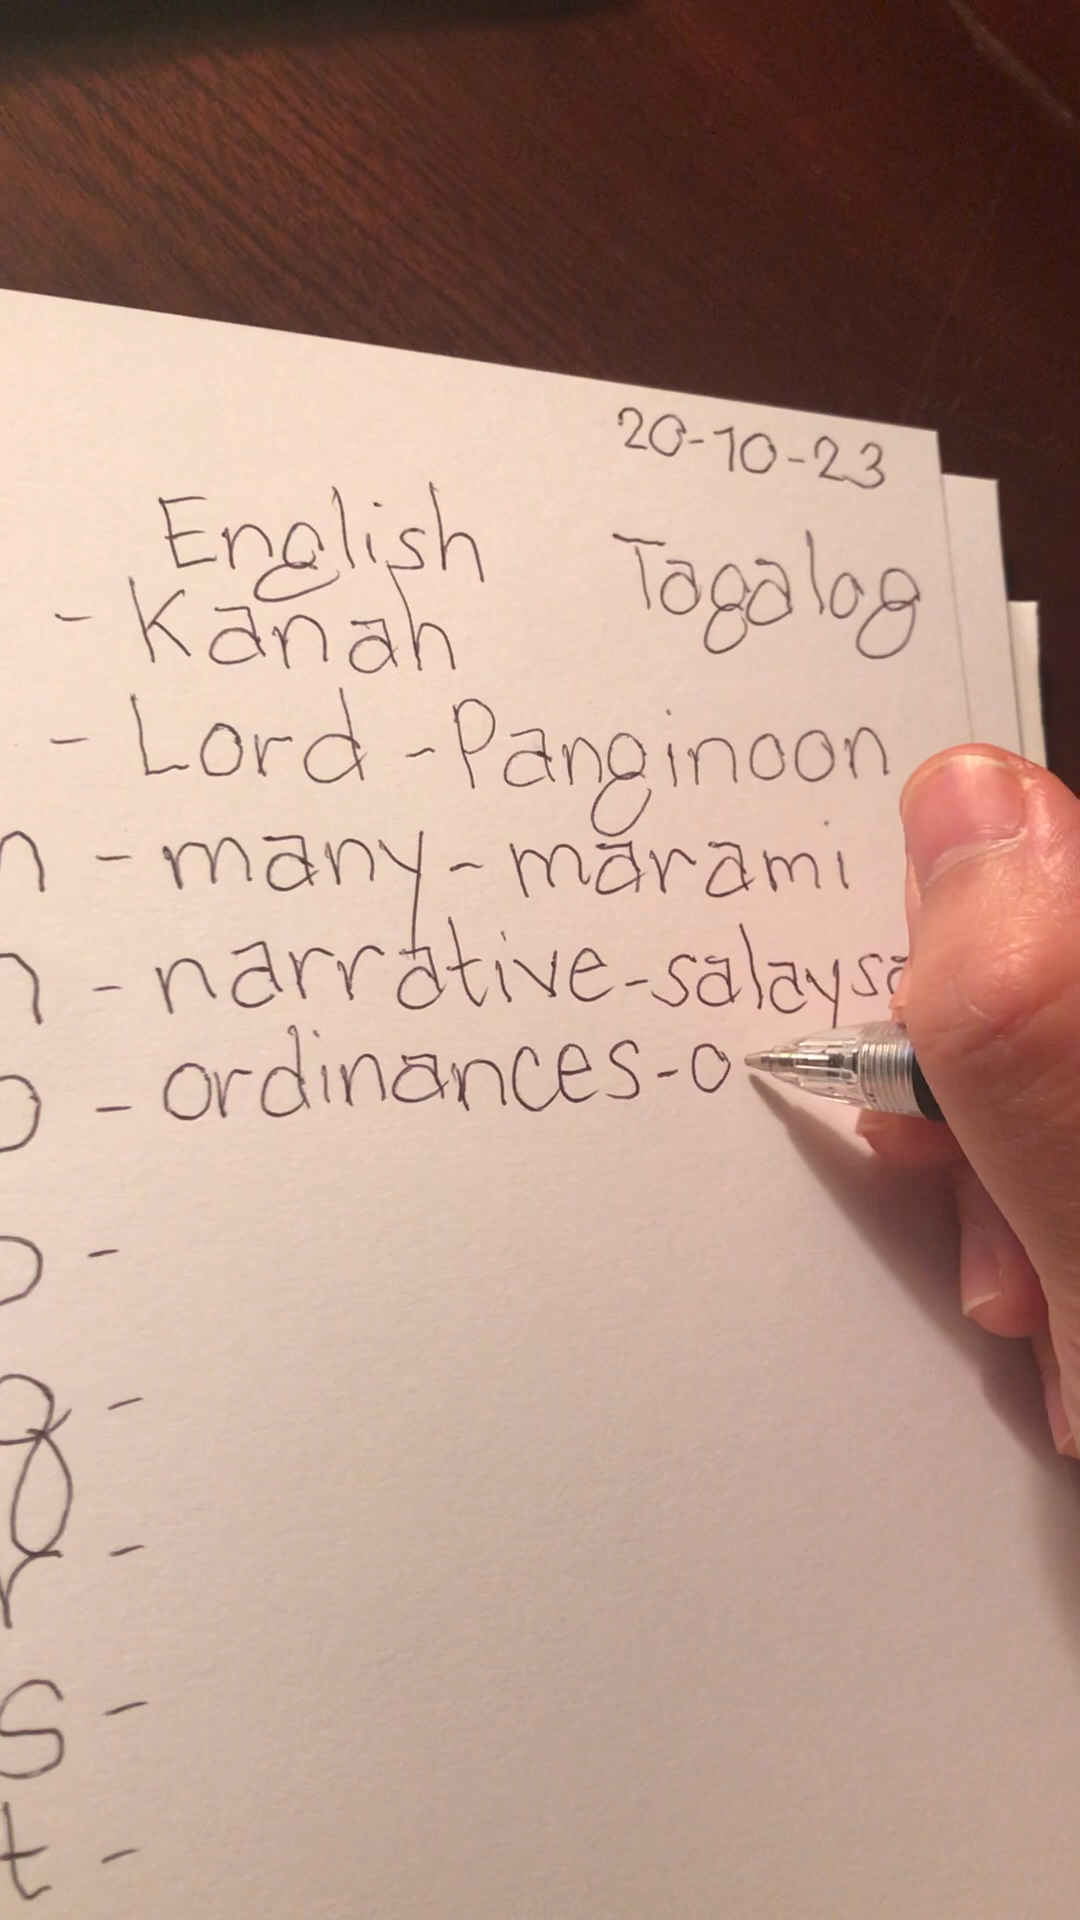 20-10-23
English Tagalog
- Kanah
- Lord - Panginoon
n - many - marami
n - narrative - salaysa
o - ordinances - o
p -
q -
r -
s -
t -